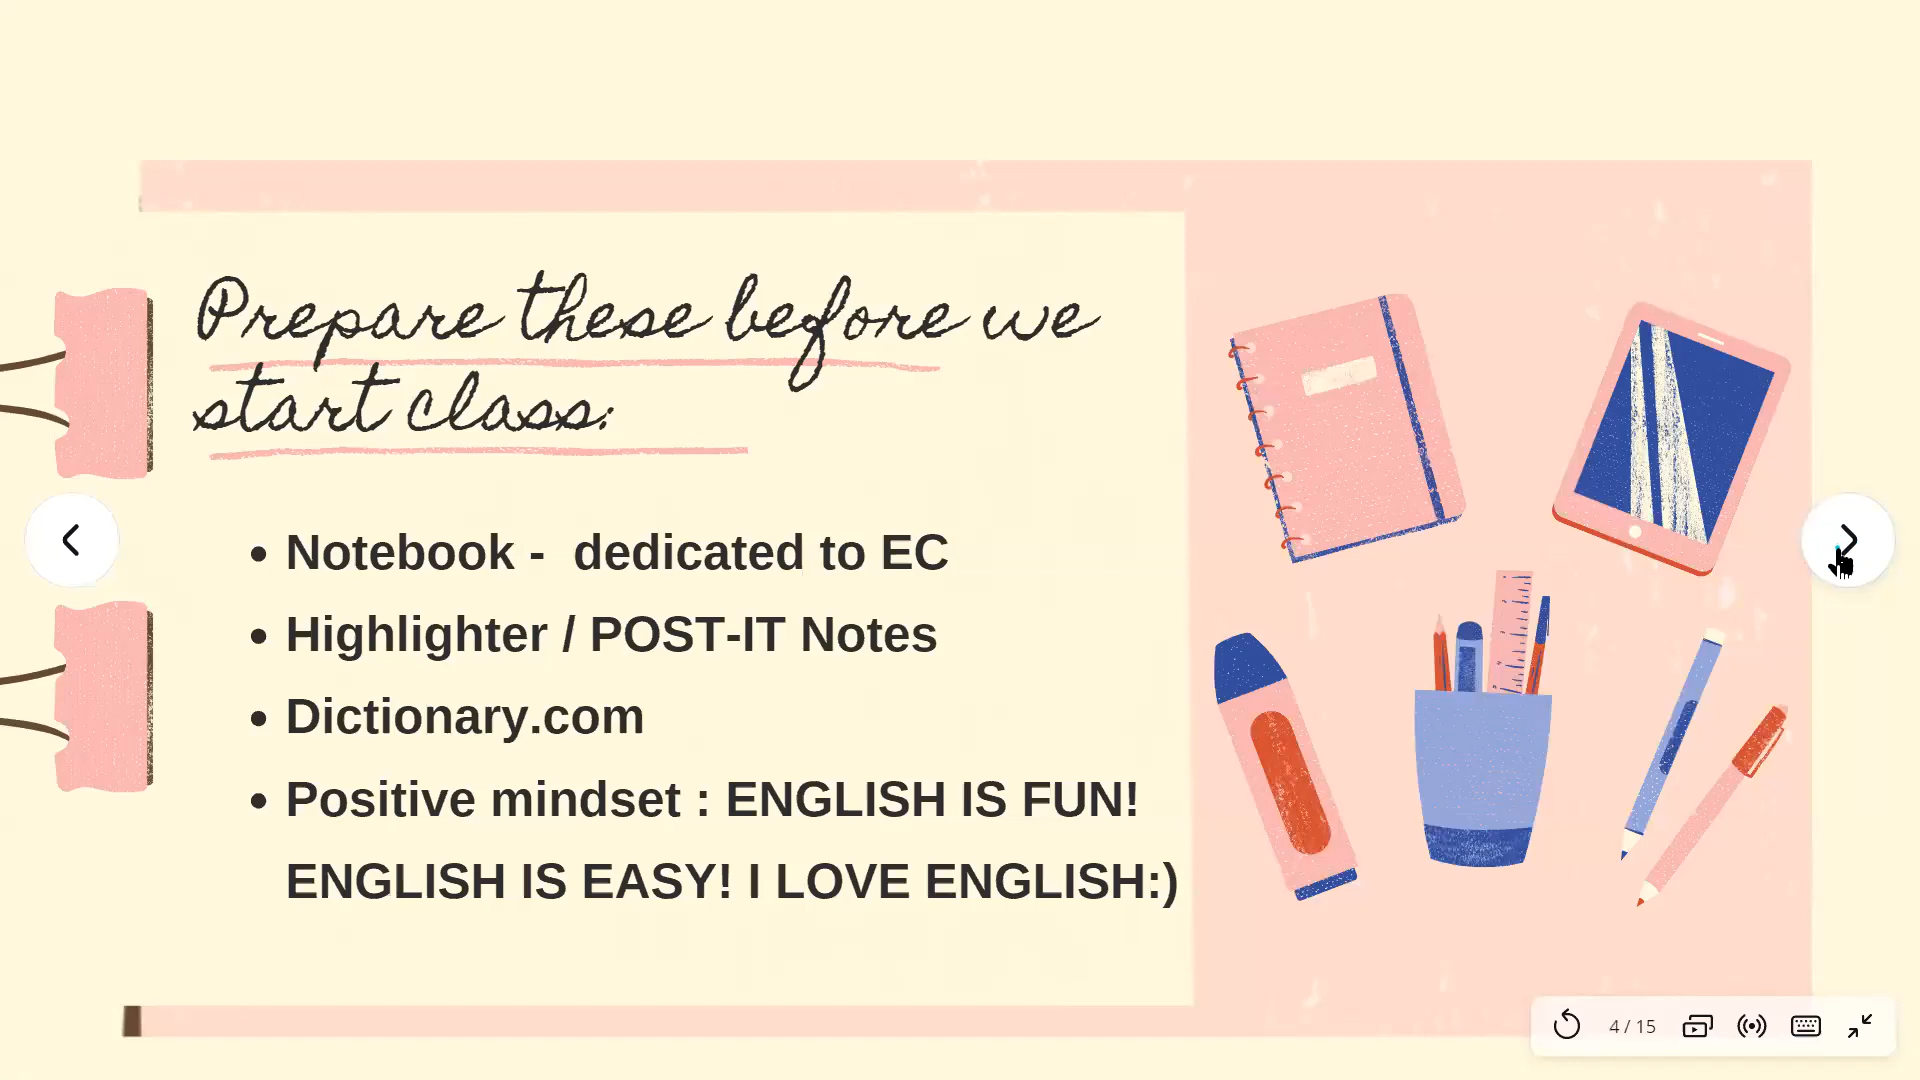 Prepare these before we
start class:
• Notebook -  dedicated to EC
• Highlighter / POST-IT Notes
• Dictionary.com
• Positive mindset : ENGLISH IS FUN!
ENGLISH IS EASY! I LOVE ENGLISH:)
4 / 15